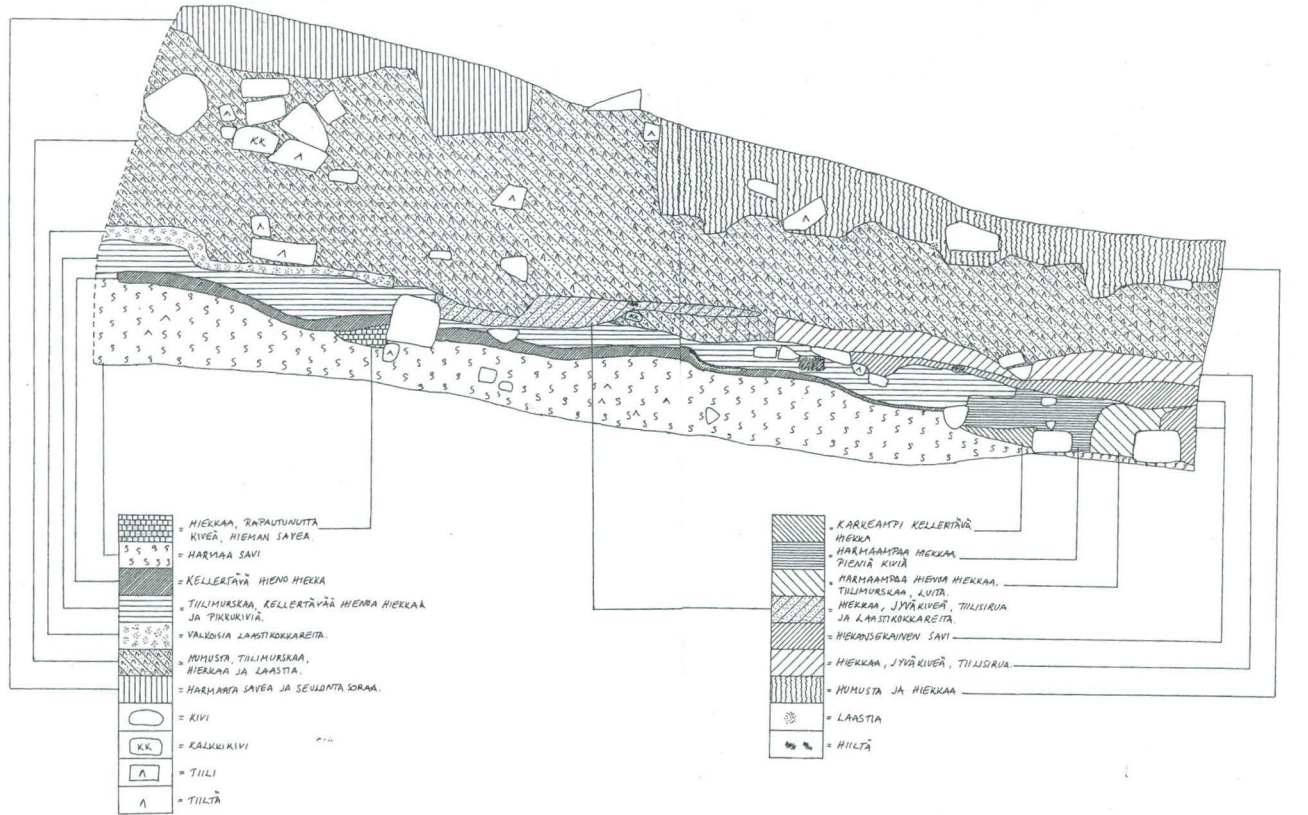 KK
= HIEKKAA, RAPAUTUNUTTA
KIVEÄ, HIEMAN SAVEA.
= HARMAA SAVI
= KELLERTÄVÄ HIENO HIEKKA
= TIILIMURSKAA, KELLERTÄVÄÄ HIENOA HIEKKAA
JA PIKKUKIVIÄ.
= VALKOISIA LAASTIKOKKAREITA.
= HUMUSTA, TIILIMURSKAA,
HIEKKAA JA LAASTIA.
= HARMAATA SAVEA JA SEULONTA SORAA.
= KIVI
KK = KALKKIKIVI
= TIILI
= TIILTÄ
= KARKEAMPI KELLERTÄVÄ
HIEKKA
= HARMAAMPAA HIEKKAA,
PIENIÄ KIVIÄ
= HARMAAMPAA HIENOA HIEKKAA,
TIILIMURSKAA, LUITA.
= HIEKKAA, JYVÄKIVEÄ, TIILISIRUA
JA LAASTIKOKKAREITA.
= HIEKANSEKAINEN SAVI
= HIEKKAA, JYVÄKIVEÄ, TIILISIRUA.
= HUMUSTA JA HIEKKAA
= LAASTIA
= HIILTÄ